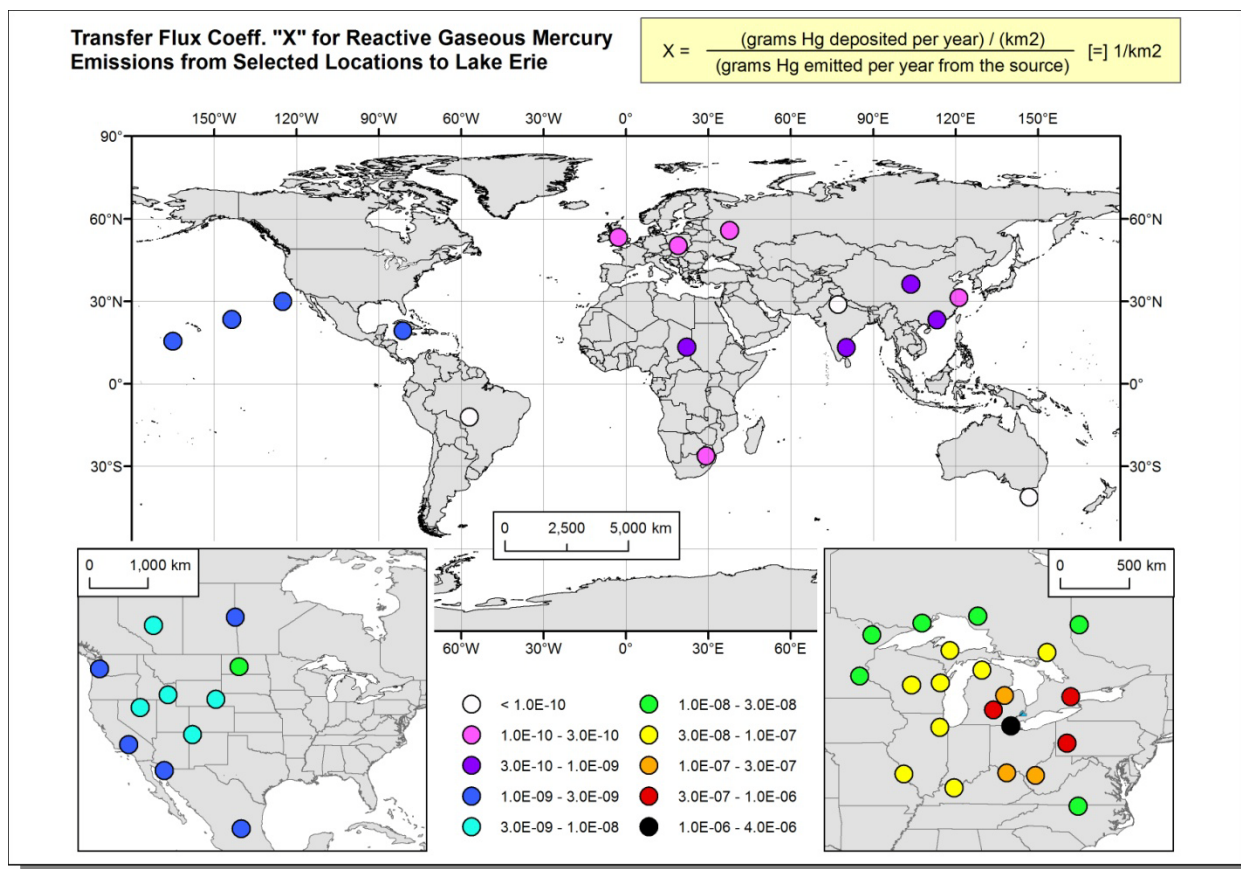 Transfer Flux Coeff. "X" for Reactive Gaseous Mercury
Emissions from Selected Locations to Lake Erie
X = (grams Hg deposited per year) / (km2) [=] 1/km2
(grams Hg emitted per year from the source)
150°W 120°W 90°W 60°W 30°W 0° 30°E 60°E 90°E 120°E 150°E
90°
60°N 60°N
30°N 30°N
0° 0°
30°S 30°S
0 2,500 5,000 km
0 1,000 km
0 500 km
60°W 30°W 0° 30°E 60°E
< 1.0E-10
1.0E-10 - 3.0E-10
3.0E-10 - 1.0E-09
1.0E-09 - 3.0E-09
3.0E-09 - 1.0E-08
1.0E-08 - 3.0E-08
3.0E-08 - 1.0E-07
1.0E-07 - 3.0E-07
3.0E-07 - 1.0E-06
1.0E-06 - 4.0E-06